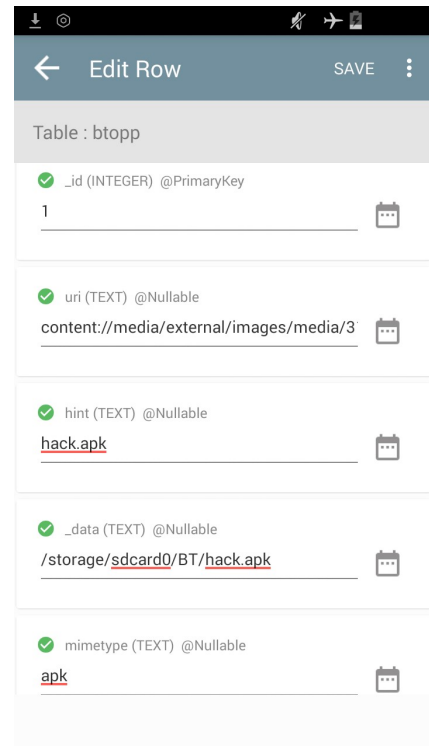 Edit Row
SAVE
Table : btopp
_id (INTEGER) @PrimaryKey
1
uri (TEXT) @Nullable
content://media/external/images/media/3
hint (TEXT) @Nullable
hack.apk
_data (TEXT) @Nullable
/storage/sdcard0/BT/hack.apk
mimetype (TEXT) @Nullable
apk